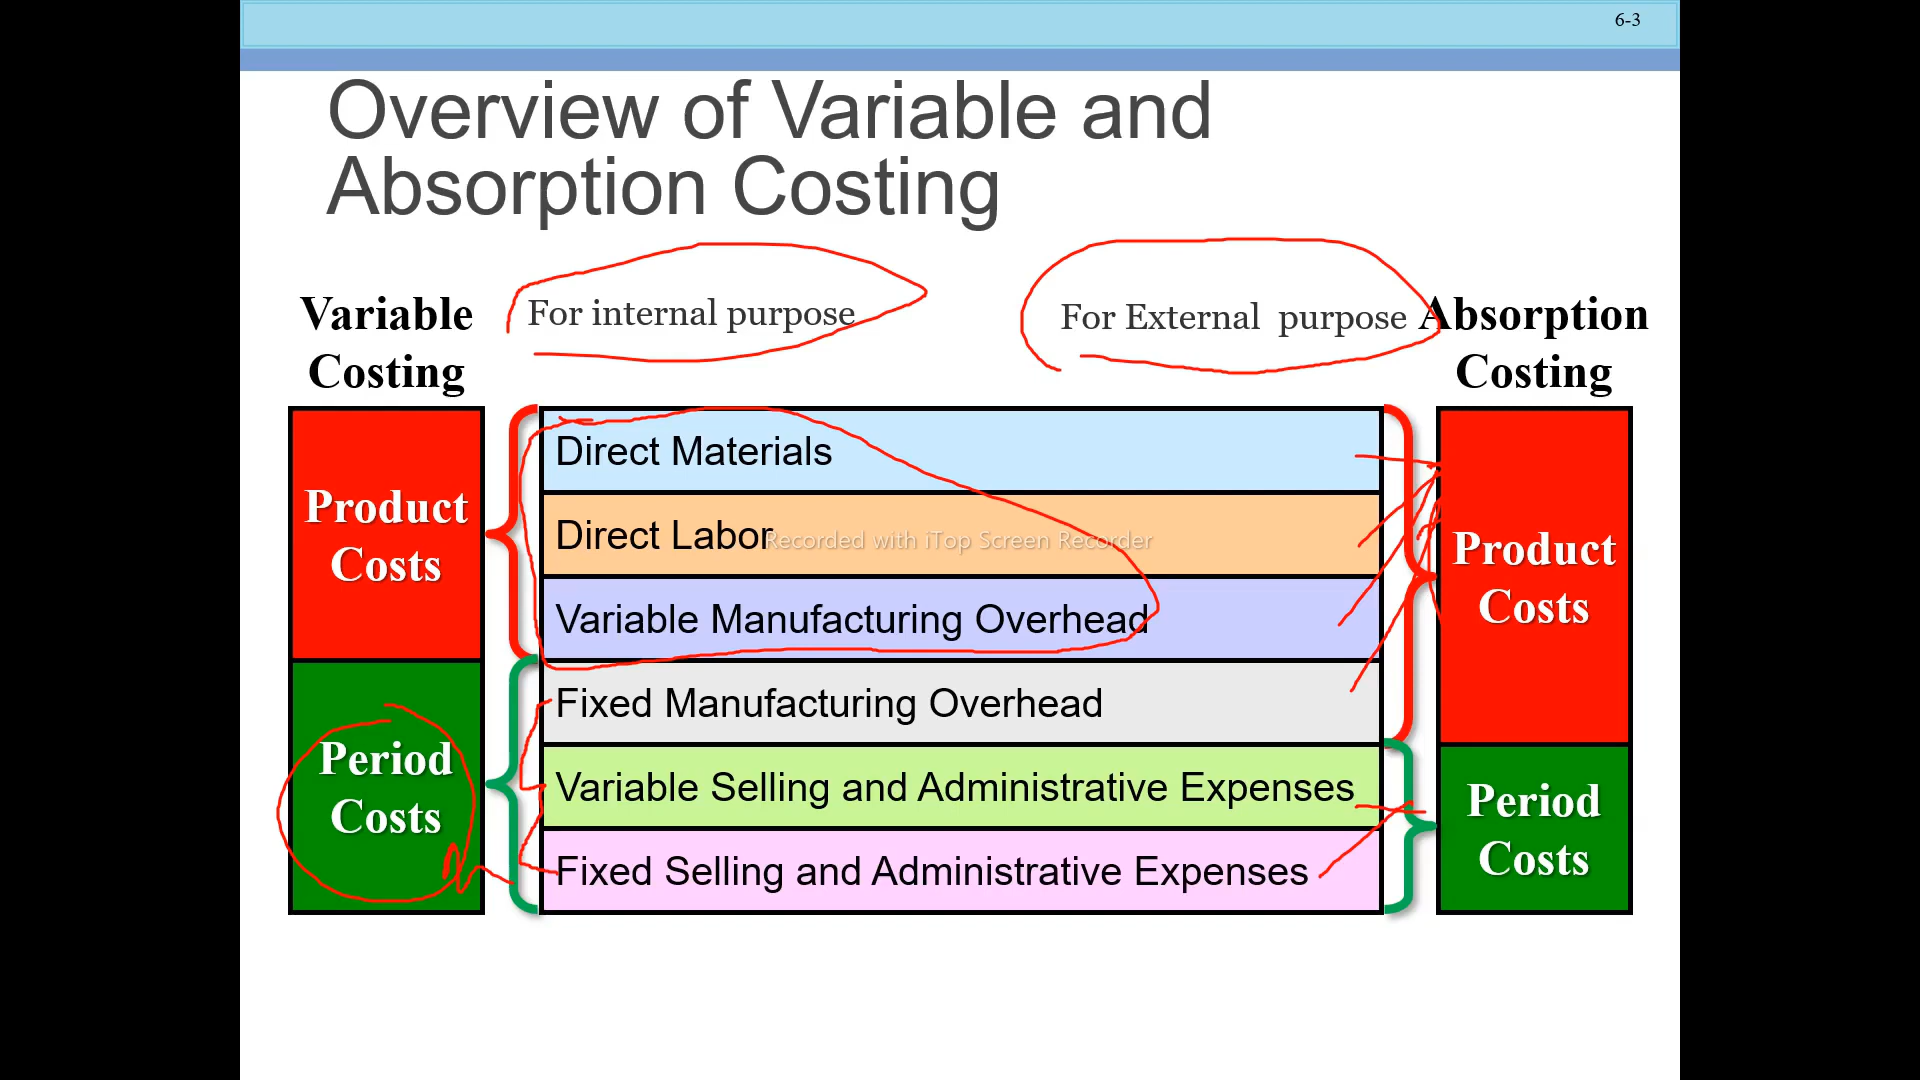 6-3
Overview of Variable and
Absorption Costing
Variable
Costing
For internal purpose
For External purpose
Absorption
Costing
Product
Costs
Period
Costs
Direct Materials
Direct Labor
Recorded with iTop Screen Recorder
Variable Manufacturing Overhead
Fixed Manufacturing Overhead
Variable Selling and Administrative Expenses
Fixed Selling and Administrative Expenses
Product
Costs
Period
Costs